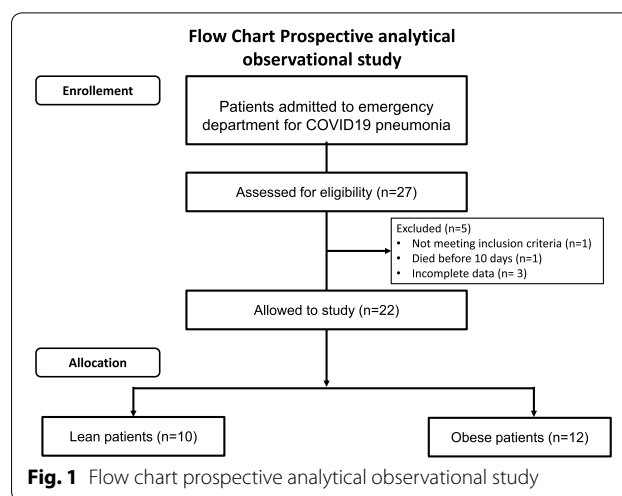 Flow Chart Prospective analytical
observational study
Enrollement
Patients admitted to emergency
department for COVID19 pneumonia
Assessed for eligibility (n=27)
Excluded (n=5)
• Not meeting inclusion criteria (n=1)
• Died before 10 days (n=1)
• Incomplete data (n= 3)
Allowed to study (n=22)
Allocation
Lean patients (n=10)
Obese patients (n=12)
Fig. 1 Flow chart prospective analytical observational study